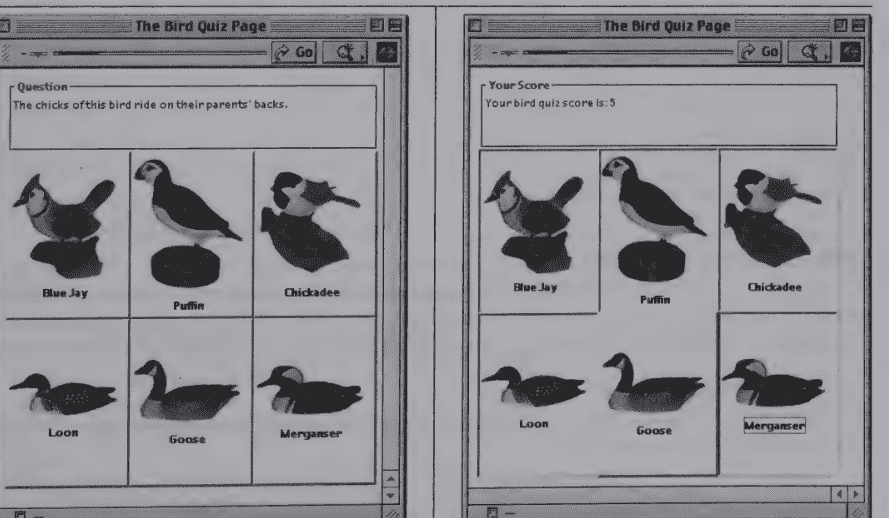 The Bird Quiz Page
Go
Question
The chicks of this bird ride on their parents' backs.
Blue Jay
Puffin
Chickadee
Loon
Goose
Merganser
The Bird Quiz Page
Go
Your Score
Your bird quiz score is: 5
Blue Jay
Puffin
Chickadee
Loon
Goose
Merganser